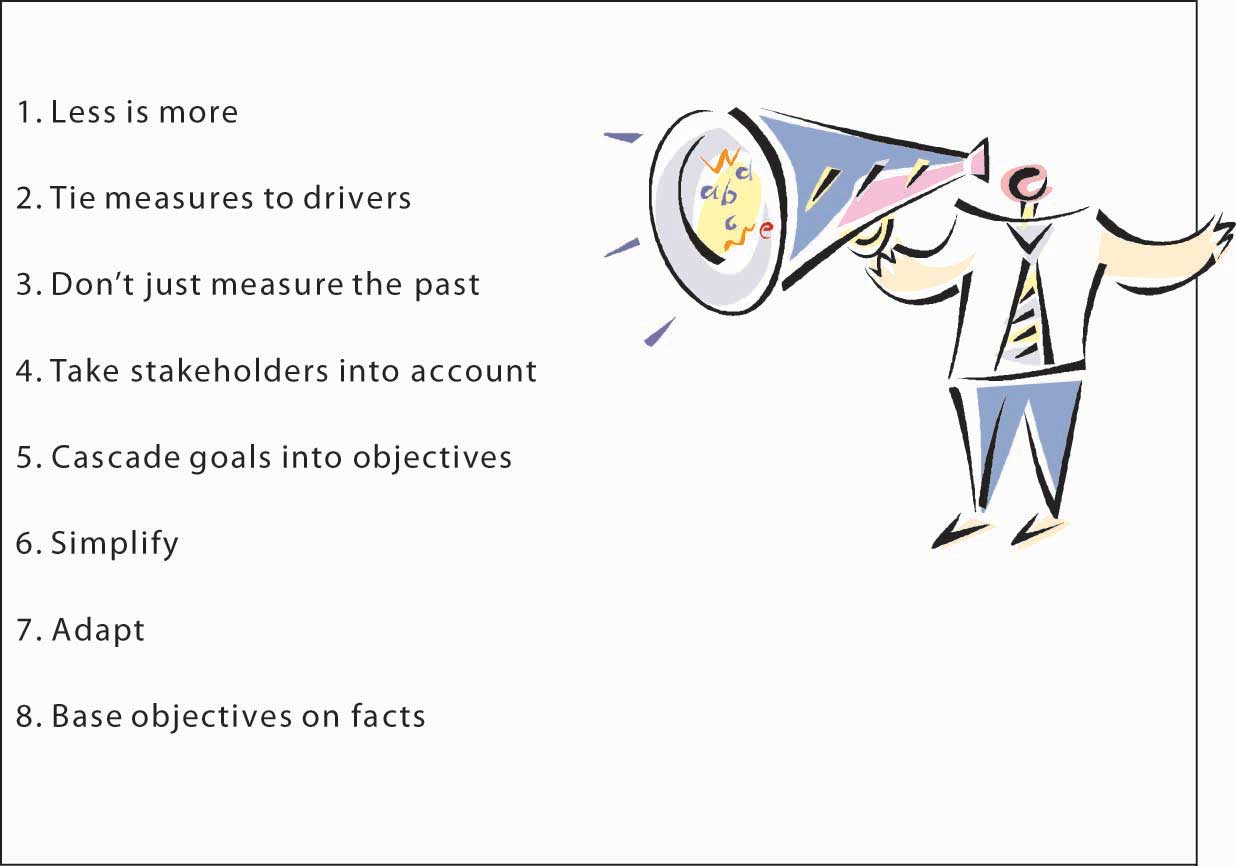 1. Less is more
2. Tie measures to drivers
3. Don’t just measure the past
4. Take stakeholders into account
5. Cascade goals into objectives
6. Simplify
7. Adapt
8. Base objectives on facts